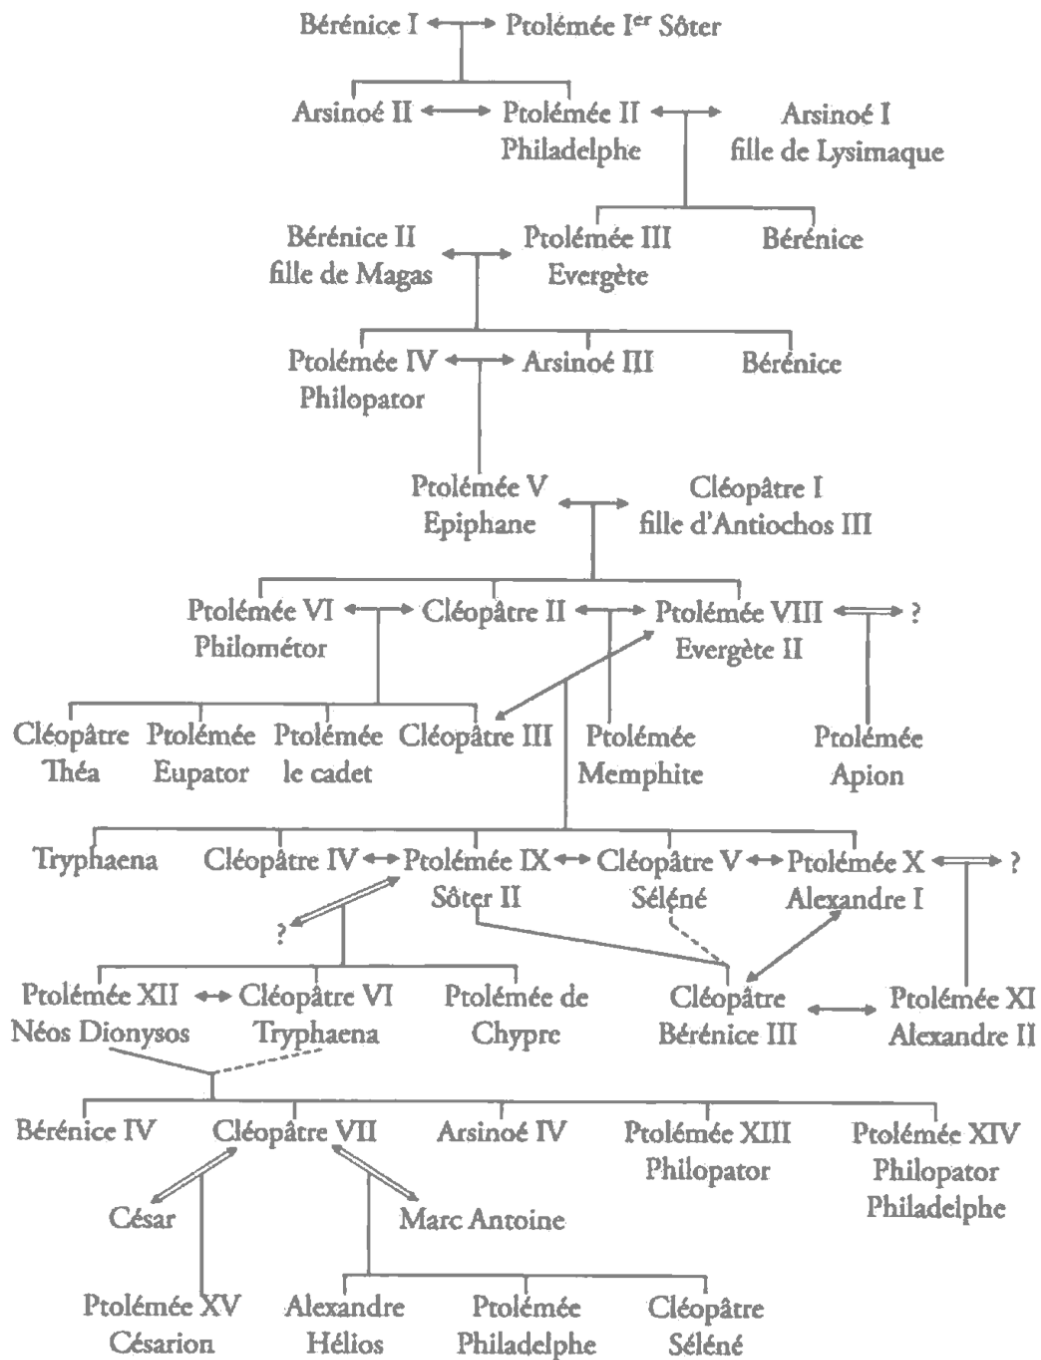 Bérénice I Ptolémée Iᵉʳ Sôter
Arsinoé II Ptolémée II Arsinoé I
Philadelphe fille de Lysimaque
Bérénice II Ptolémée III Bérénice
fille de Magas Evergète
Ptolémée IV Arsinoé III Bérénice
Philopator
Ptolémée V Cléopâtre I
Epiphane fille d'Antiochos III
Ptolémée VI Cléopâtre II Ptolémée VIII ?
Philométor Evergète II
Cléopâtre Ptolémée Ptolémée Cléopâtre III Ptolémée Ptolémée
Théa Eupator le cadet Memphite Apion
Tryphaena Cléopâtre IV Ptolémée IX Cléopâtre V Ptolémée X ?
Sôter II Séléné Alexandre I
?
Ptolémée XII Cléopâtre VI Ptolémée de Cléopâtre Ptolémée XI
Néos Dionysos Tryphaena Chypre Bérénice III Alexandre II
Bérénice IV Cléopâtre VII Arsinoé IV Ptolémée XIII Ptolémée XIV
Philopator Philopator
César Marc Antoine Philadelphe
Ptolémée XV Alexandre Ptolémée Cléopâtre
Césarion Hélios Philadelphe Séléné